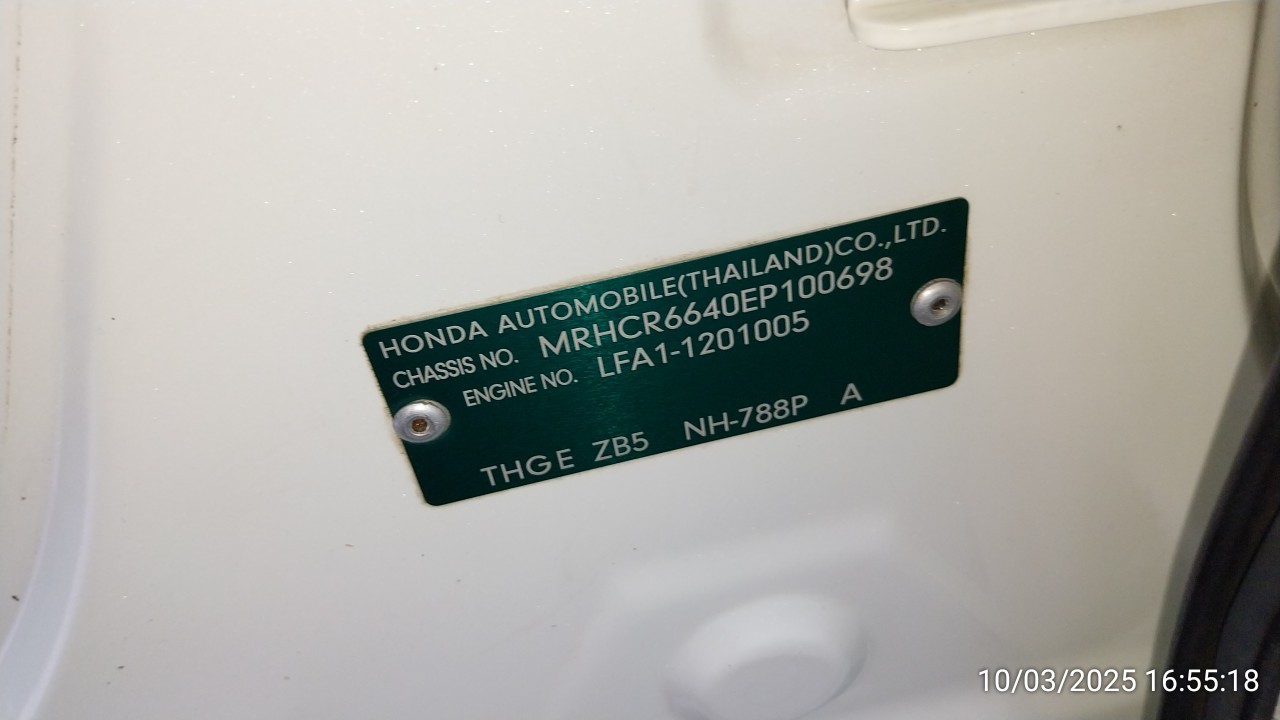 HONDA AUTOMOBILE(THAILAND)CO.,LTD.
CHASSIS NO. MRHCR6640EP100698
ENGINE NO. LFA1-1201005
THGE ZB5 NH-788P A
10/03/2025 16:55:18